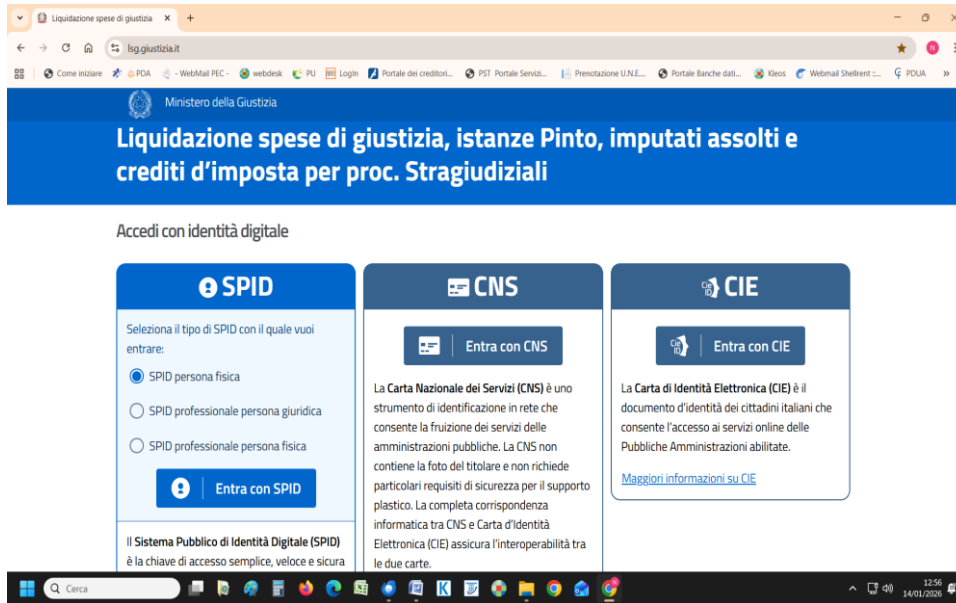 Liquidazione spese di giustizia
lsg.giustizia.it
N
Come iniziare
PDA
- WebMail PEC -
webdesk
PU
Login
Portale dei creditori...
PST Portale Servizi...
Prenotazione U.N.E....
Portale Banche dati...
Kleos
Webmail Shellrent ::...
PDUA
»
Ministero della Giustizia
Liquidazione spese di giustizia, istanze Pinto, imputati assolti e
crediti d'imposta per proc. Stragiudiziali
Accedi con identità digitale
SPID
Seleziona il tipo di SPID con il quale vuoi
entrare:
SPID persona fisica
SPID professionale persona giuridica
SPID professionale persona fisica
Entra con SPID
Il Sistema Pubblico di Identità Digitale (SPID)
è la chiave di accesso semplice, veloce e sicura
CNS
Entra con CNS
La Carta Nazionale dei Servizi (CNS) è uno
strumento di identificazione in rete che
consente la fruizione dei servizi delle
amministrazioni pubbliche. La CNS non
contiene la foto del titolare e non richiede
particolari requisiti di sicurezza per il supporto
plastico. La completa corrispondenza
informatica tra CNS e Carta d'Identità
Elettronica (CIE) assicura l'interoperabilità tra
le due carte.
CIE
Entra con CIE
La Carta di Identità Elettronica (CIE) è il
documento d'identità dei cittadini italiani che
consente l'accesso ai servizi online delle
Pubbliche Amministrazioni abilitate.
Maggiori informazioni su CIE
Cerca
12:56
14/01/2026